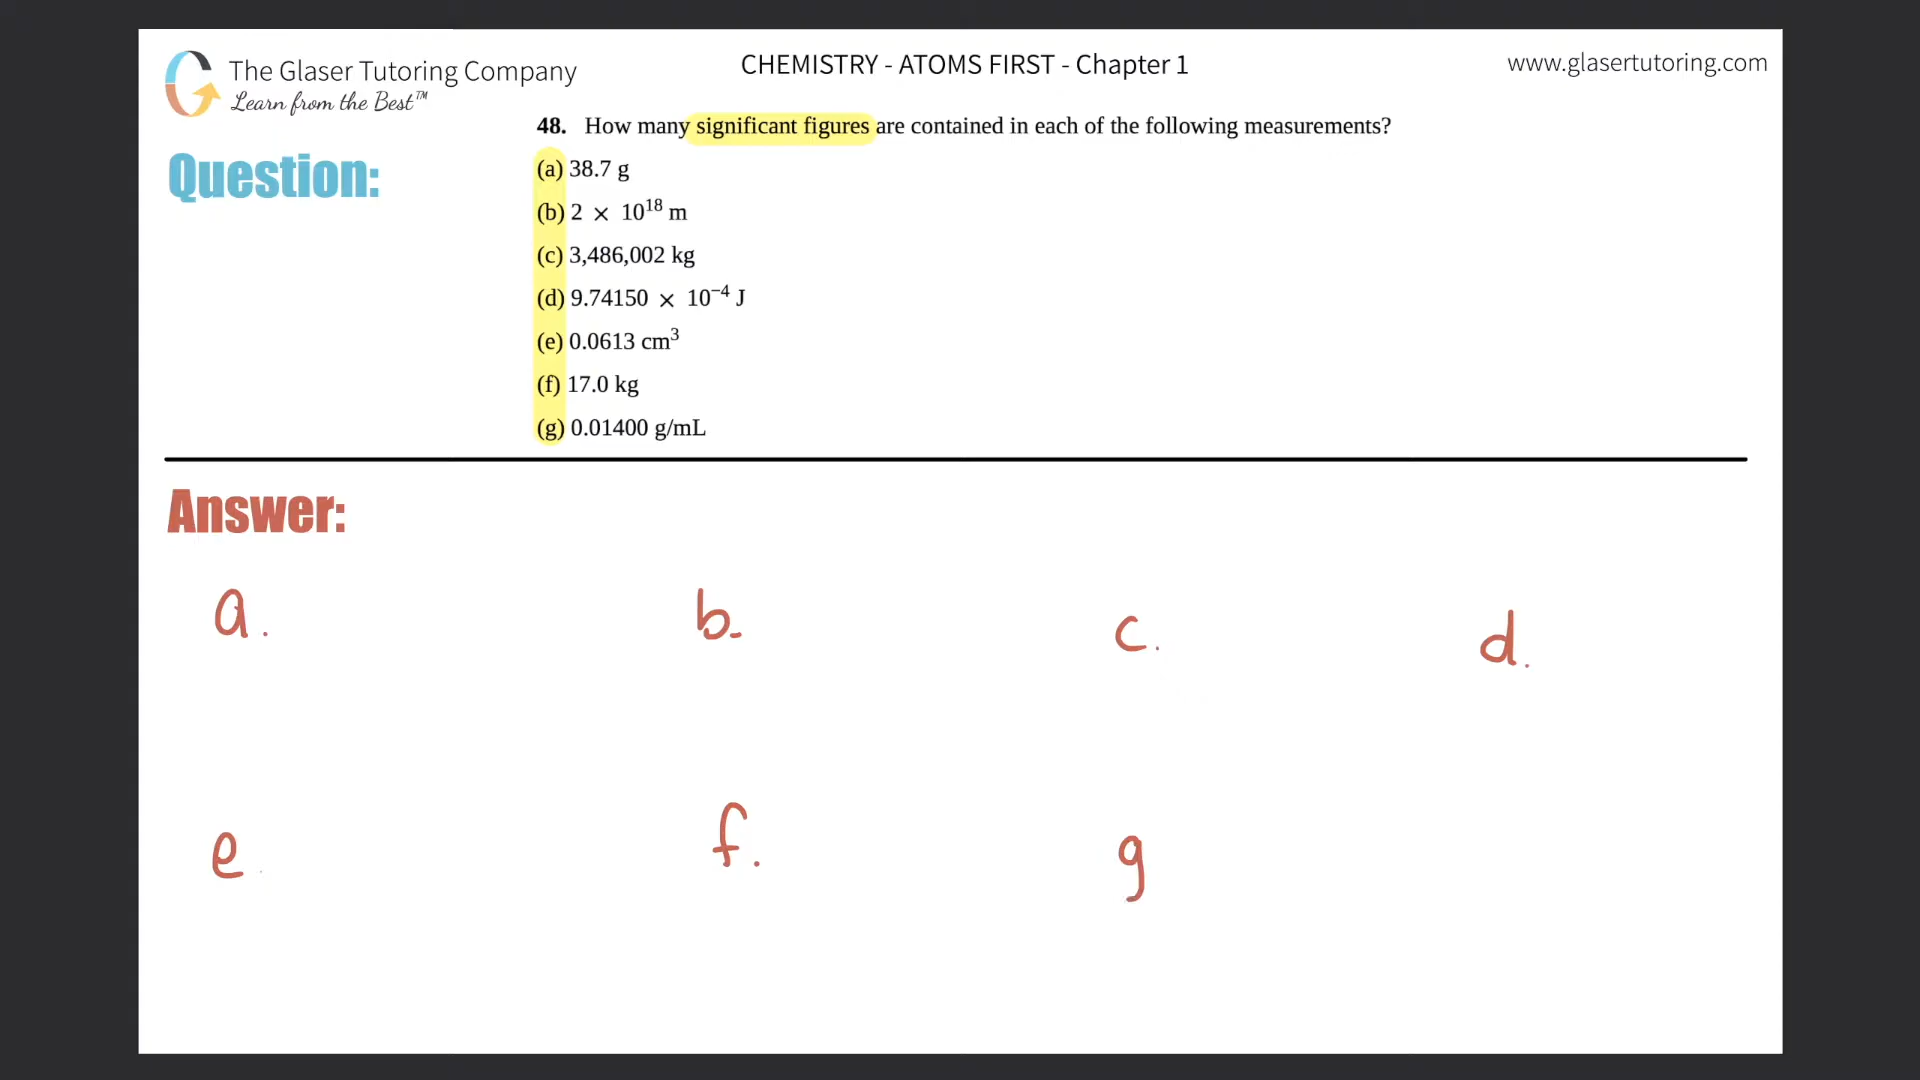 The Glaser Tutoring Company
Learn from the Best™
CHEMISTRY - ATOMS FIRST - Chapter 1
www.glasertutoring.com
48. How many significant figures are contained in each of the following measurements?
Question:
(a) 38.7 g
(b) 2 × 10¹⁸ m
(c) 3,486,002 kg
(d) 9.74150 × 10⁻⁴ J
(e) 0.0613 cm³
(f) 17.0 kg
(g) 0.01400 g/mL
Answer:
a. b. c. d.
e. f. g